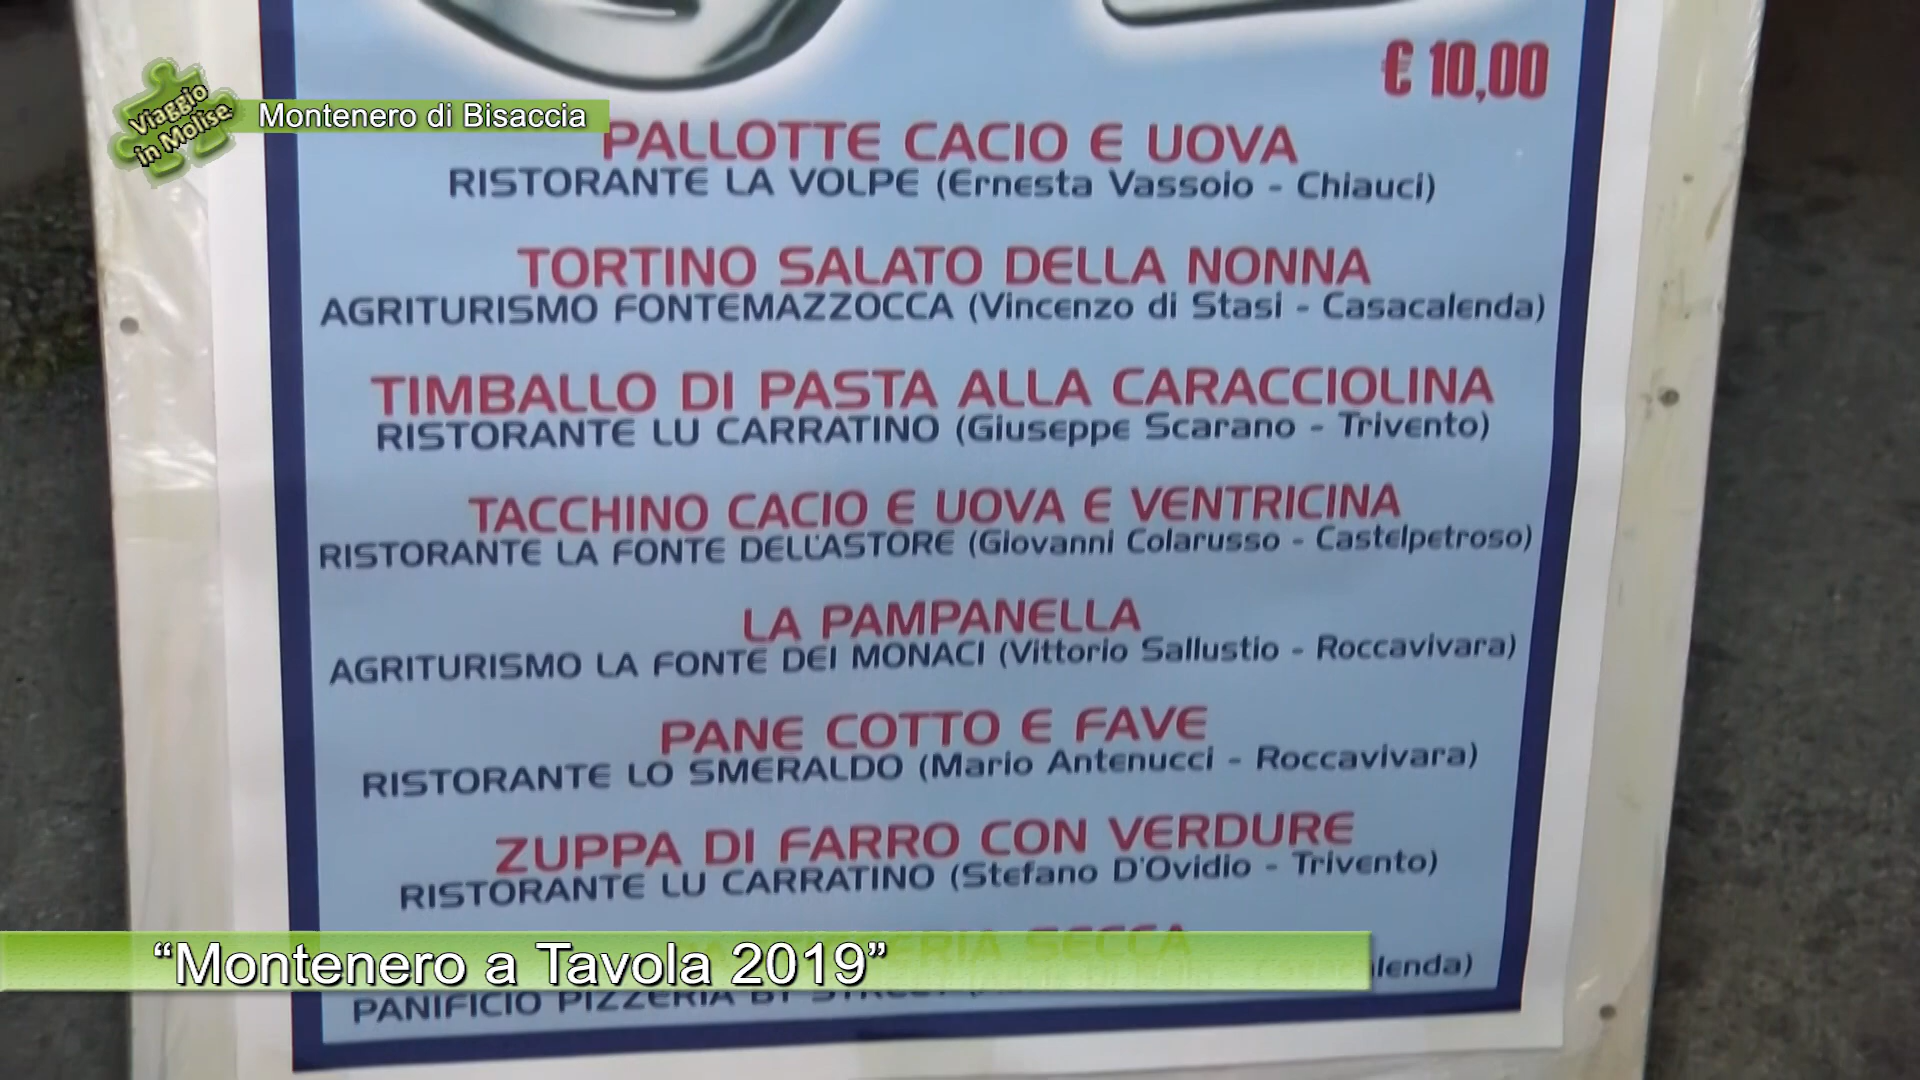 € 10,00
Viaggio
in Molise
Montenero di Bisaccia
PALLOTTE CACIO E UOVA
RISTORANTE LA VOLPE (Ernesta Vassoio - Chiauci)
TORTINO SALATO DELLA NONNA
AGRITURISMO FONTEMAZZOCCA (Vincenzo di Stasi - Casacalenda)
TIMBALLO DI PASTA ALLA CARACCIOLINA
RISTORANTE LU CARRATINO (Giuseppe Scarano - Trivento)
TACCHINO CACIO E UOVA E VENTRICINA
RISTORANTE LA FONTE DELL'ASTORE (Giovanni Colarusso - Castelpetroso)
LA PAMPANELLA
AGRITURISMO LA FONTE DEI MONACI (Vittorio Sallustio - Roccavivara)
PANE COTTO E FAVE
RISTORANTE LO SMERALDO (Mario Antenucci - Roccavivara)
ZUPPA DI FARRO CON VERDURE
RISTORANTE LU CARRATINO (Stefano D'Ovidio - Trivento)
SECCA
“Montenero a Tavola 2019”
PANIFICIO PIZZERIA